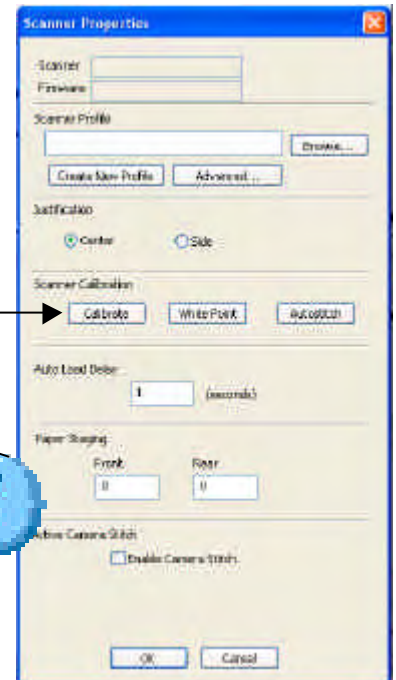 Scanner Properties
Scanner
Firmware
Scanner Profile
Browse...
Create New Profile Advanced...
Justification
Center Side
Scanner Calibration
Calibrate White Point Autostitch
Auto Load Delay
1 (seconds)
Paper Staging
Front Rear
0 0
Active Camera Stitch
Enable Camera Stitch
OK Cancel